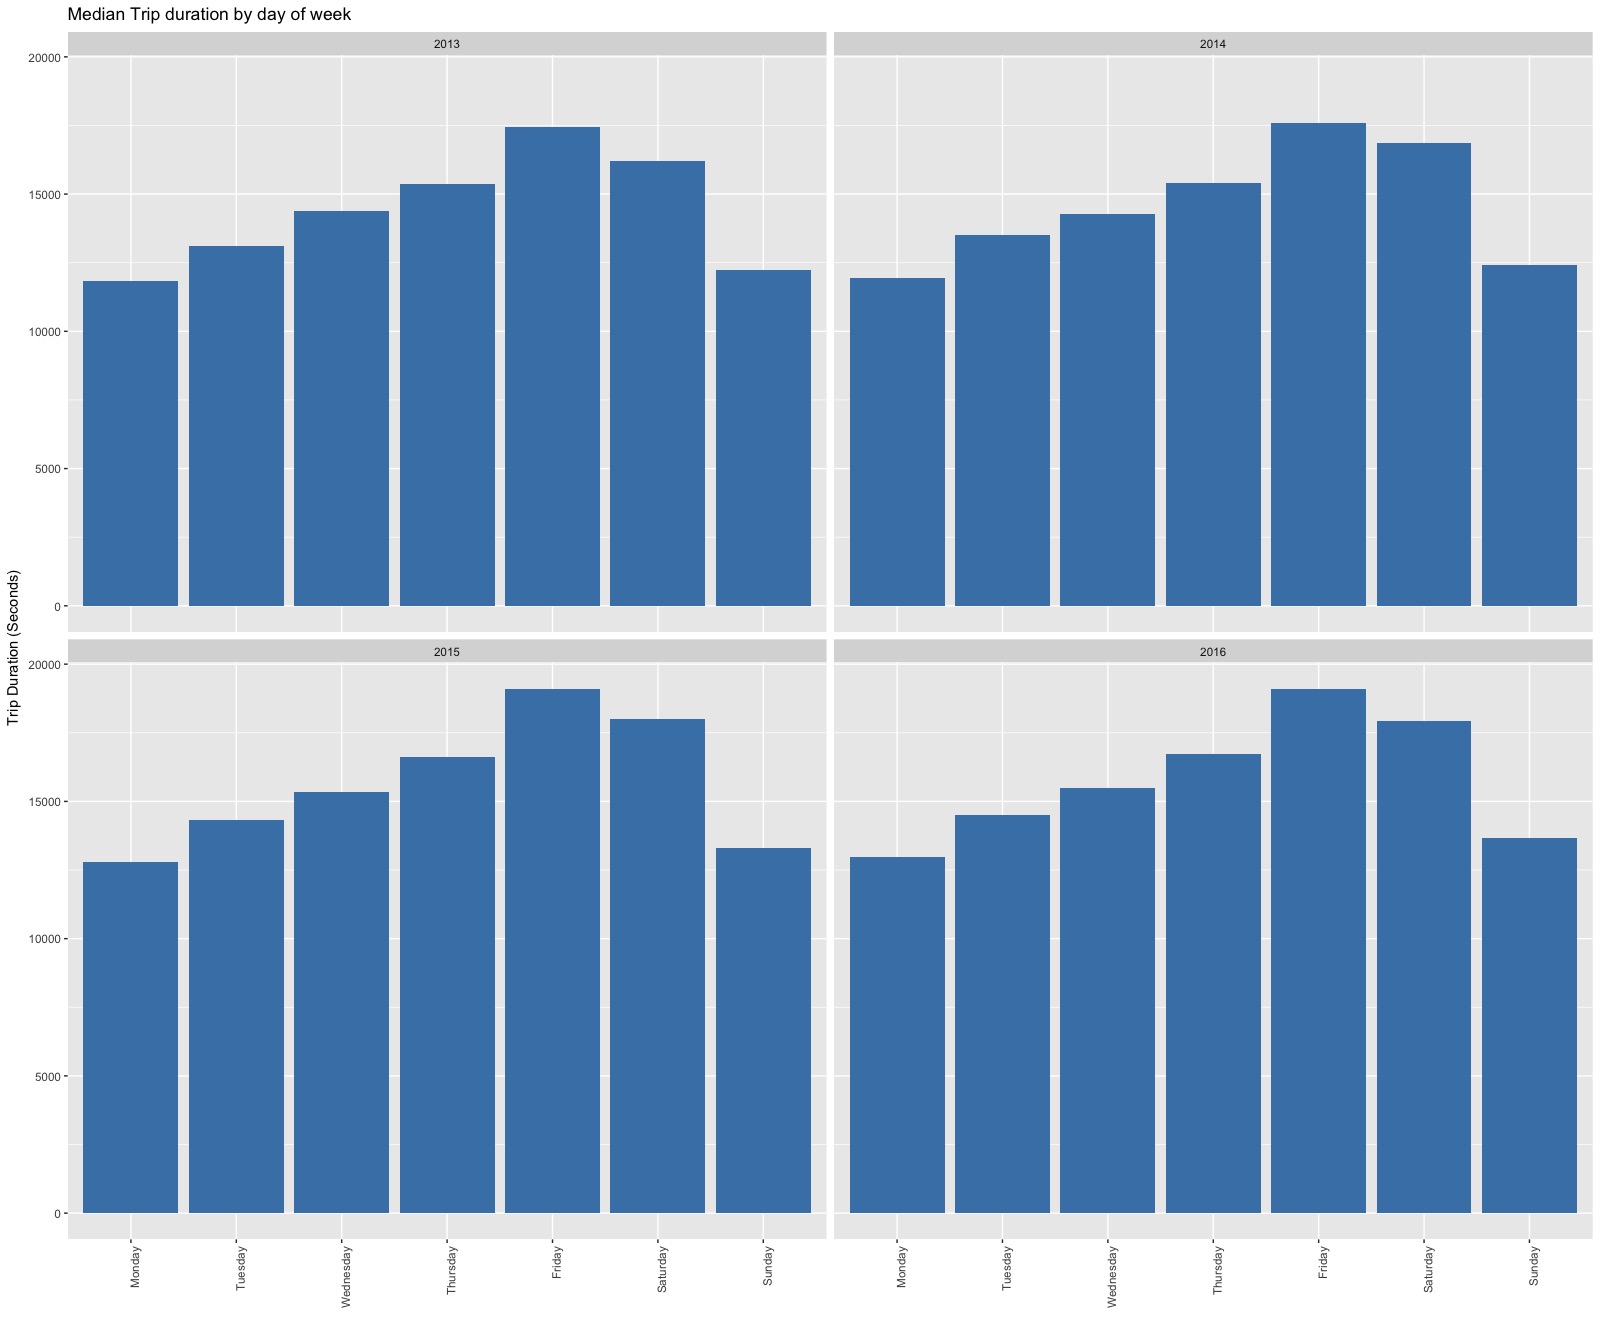 Median Trip duration by day of week
2013
2014
20000
15000
10000
5000
0
Trip Duration (Seconds)
2015
2016
20000
15000
10000
5000
0
Monday
Tuesday
Wednesday
Thursday
Friday
Saturday
Sunday
Monday
Tuesday
Wednesday
Thursday
Friday
Saturday
Sunday